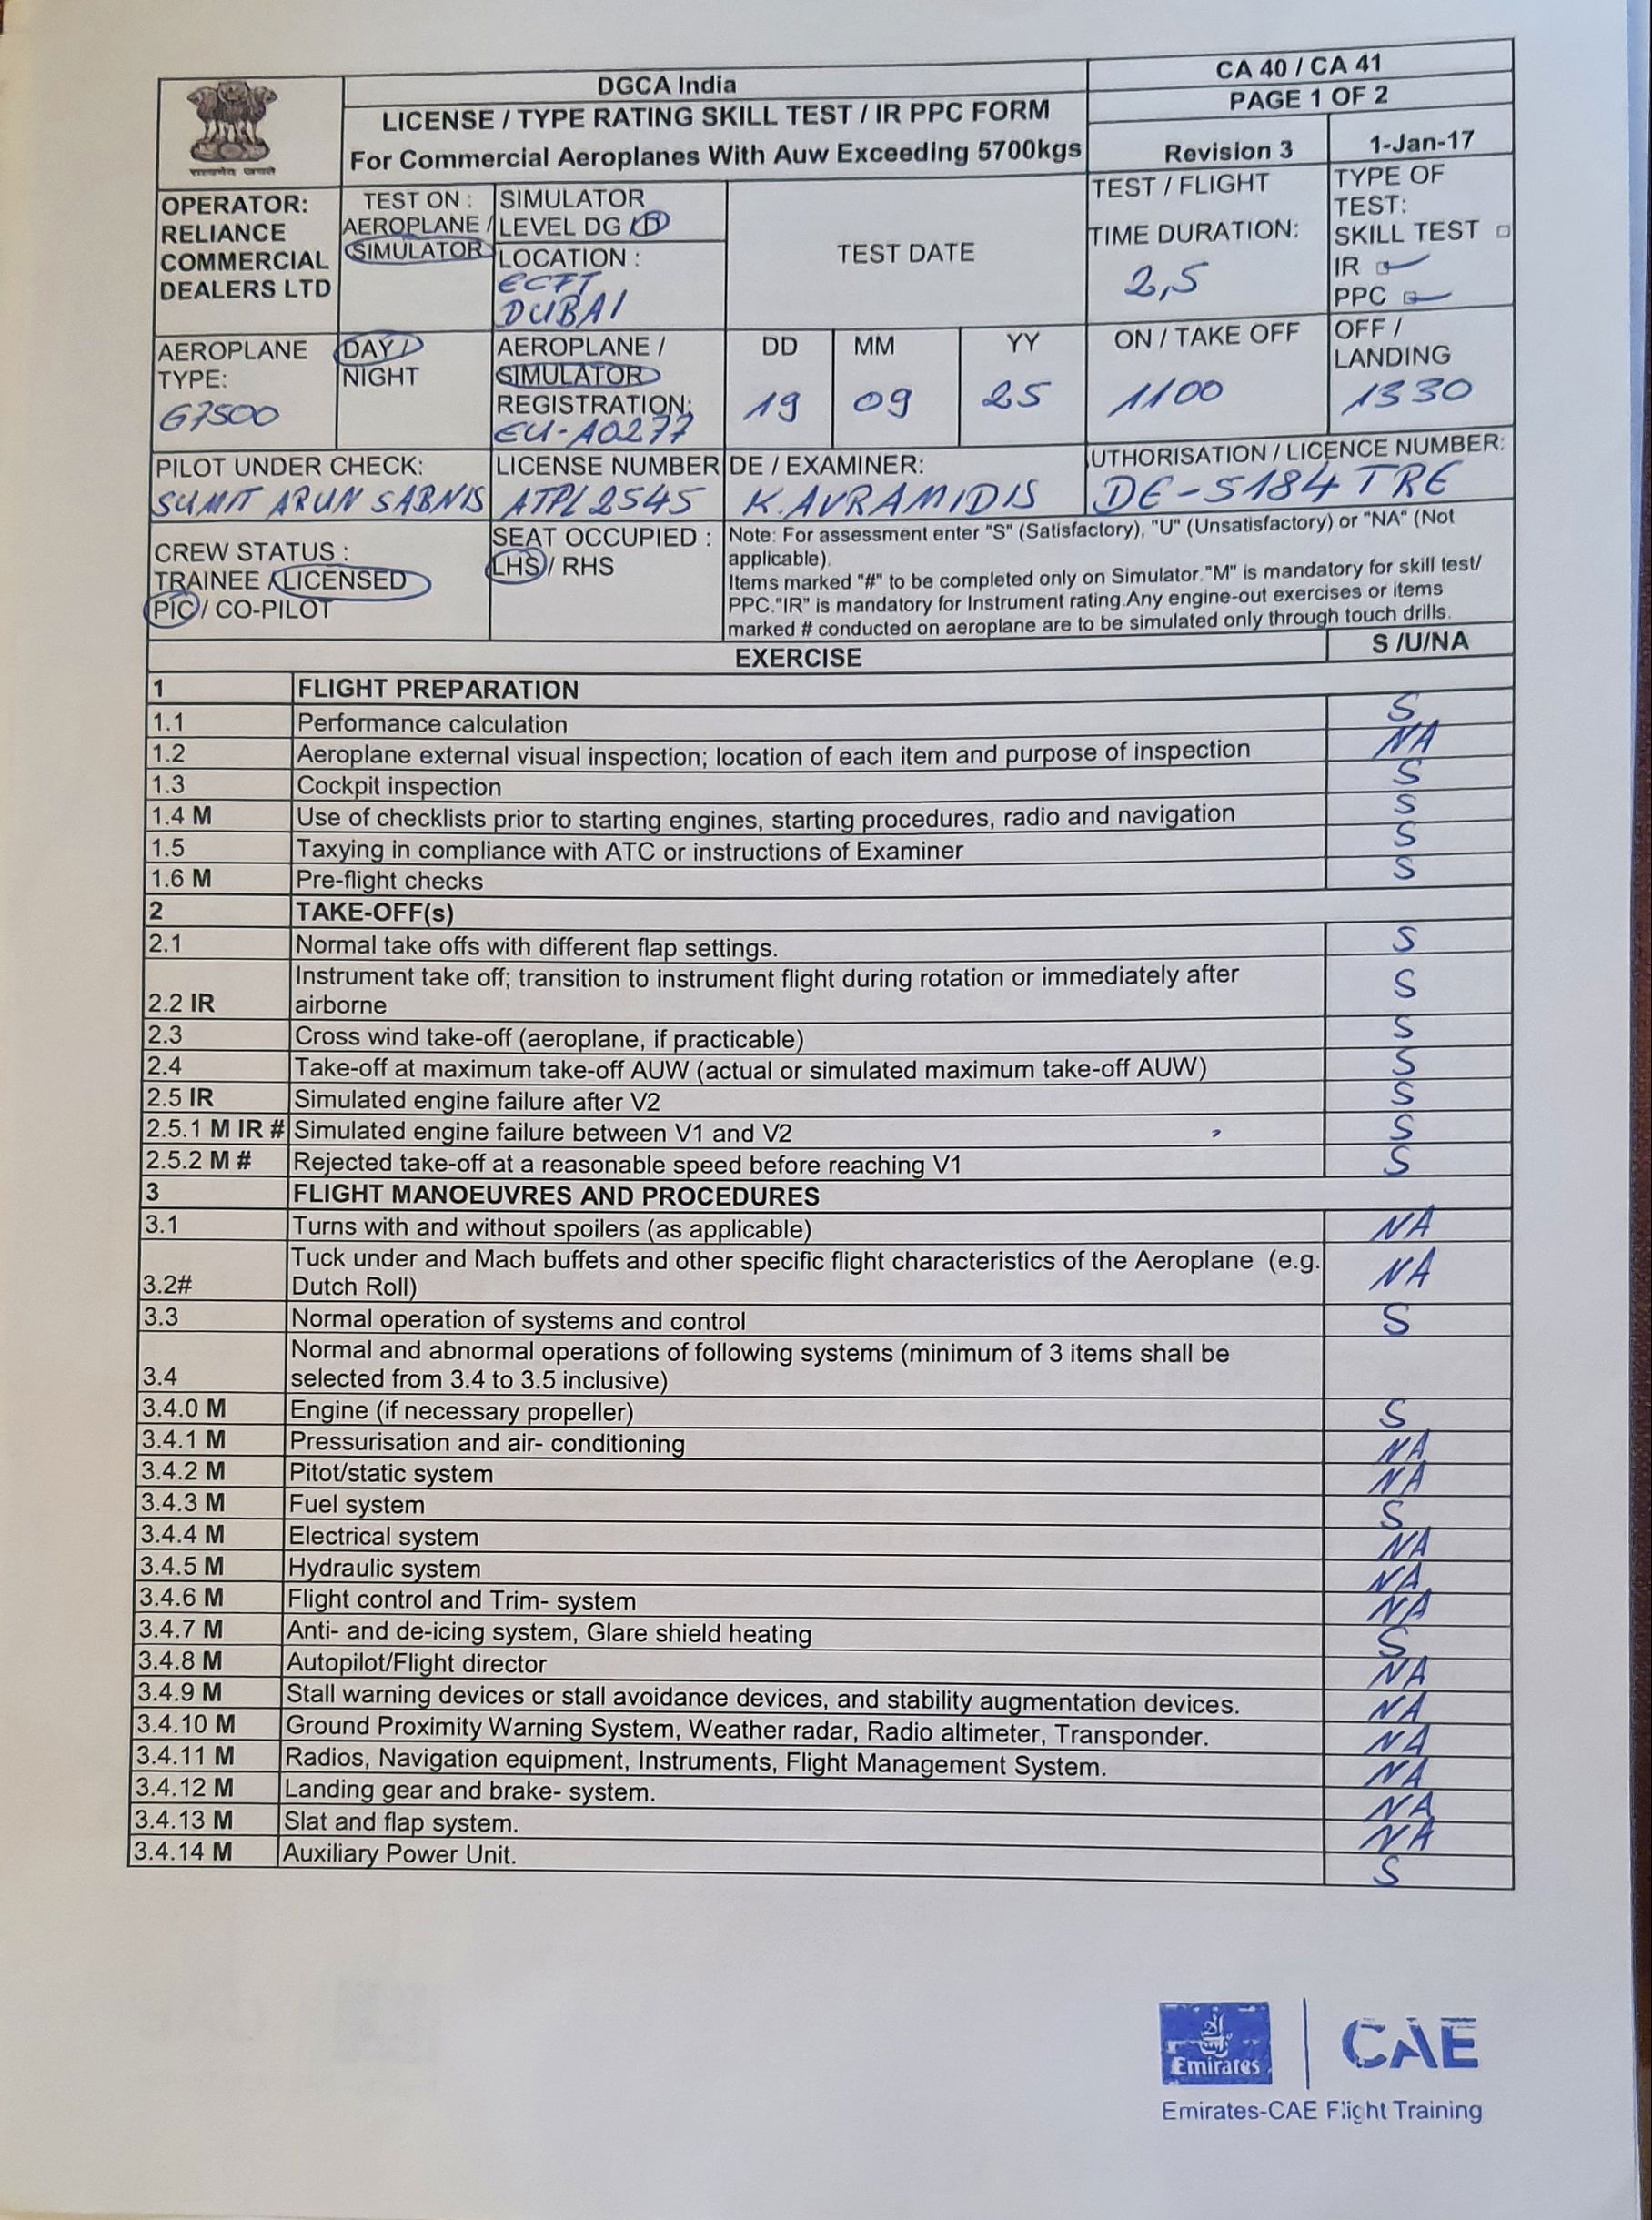 DGCA India
LICENSE / TYPE RATING SKILL TEST / IR PPC FORM
For Commercial Aeroplanes With Auw Exceeding 5700kgs
CA 40 / CA 41
PAGE 1 OF 2
Revision 3
1-Jan-17
सत्यमेव जयते
OPERATOR:
RELIANCE
COMMERCIAL
DEALERS LTD
TEST ON :
AEROPLANE /
SIMULATOR
SIMULATOR
LEVEL DG / D
LOCATION :
ECFT
DUBAI
TEST DATE
TEST / FLIGHT
TIME DURATION:
2,5
TYPE OF
TEST:
SKILL TEST
IR
PPC
AEROPLANE
TYPE:
G7500
DAY /
NIGHT
AEROPLANE /
SIMULATOR
REGISTRATION:
EU-A0277
DD
19
MM
09
YY
25
ON / TAKE OFF
1100
OFF /
LANDING
1330
PILOT UNDER CHECK:
SUMIT ARUN SABNIS
LICENSE NUMBER
ATPL 2545
DE / EXAMINER:
K. AVRAMIDIS
UTHORISATION / LICENCE NUMBER:
DE-5184 TRE
CREW STATUS :
TRAINEE / LICENSED
PIC / CO-PILOT
SEAT OCCUPIED :
LHS / RHS
Note: For assessment enter "S" (Satisfactory), "U" (Unsatisfactory) or "NA" (Not
applicable).
Items marked "#" to be completed only on Simulator."M" is mandatory for skill test/
PPC."IR" is mandatory for Instrument rating.Any engine-out exercises or items
marked # conducted on aeroplane are to be simulated only through touch drills.
EXERCISE S /U/NA
1 FLIGHT PREPARATION
1.1 Performance calculation S
1.2 Aeroplane external visual inspection; location of each item and purpose of inspection NA
1.3 Cockpit inspection S
1.4 M Use of checklists prior to starting engines, starting procedures, radio and navigation S
1.5 Taxying in compliance with ATC or instructions of Examiner S
1.6 M Pre-flight checks S
2 TAKE-OFF(s)
2.1 Normal take offs with different flap settings. S
2.2 IR Instrument take off; transition to instrument flight during rotation or immediately after
airborne S
2.3 Cross wind take-off (aeroplane, if practicable) S
2.4 Take-off at maximum take-off AUW (actual or simulated maximum take-off AUW) S
2.5 IR Simulated engine failure after V2 S
2.5.1 M IR # Simulated engine failure between V1 and V2 S
2.5.2 M # Rejected take-off at a reasonable speed before reaching V1 S
3 FLIGHT MANOEUVRES AND PROCEDURES
3.1 Turns with and without spoilers (as applicable) NA
3.2# Tuck under and Mach buffets and other specific flight characteristics of the Aeroplane (e.g.
Dutch Roll) NA
3.3 Normal operation of systems and control S
3.4 Normal and abnormal operations of following systems (minimum of 3 items shall be
selected from 3.4 to 3.5 inclusive)
3.4.0 M Engine (if necessary propeller) S
3.4.1 M Pressurisation and air- conditioning NA
3.4.2 M Pitot/static system NA
3.4.3 M Fuel system S
3.4.4 M Electrical system NA
3.4.5 M Hydraulic system NA
3.4.6 M Flight control and Trim- system NA
3.4.7 M Anti- and de-icing system, Glare shield heating S
3.4.8 M Autopilot/Flight director NA
3.4.9 M Stall warning devices or stall avoidance devices, and stability augmentation devices. NA
3.4.10 M Ground Proximity Warning System, Weather radar, Radio altimeter, Transponder. NA
3.4.11 M Radios, Navigation equipment, Instruments, Flight Management System. NA
3.4.12 M Landing gear and brake- system. NA
3.4.13 M Slat and flap system. NA
3.4.14 M Auxiliary Power Unit. S
Emirates
CAE
Emirates-CAE Flight Training